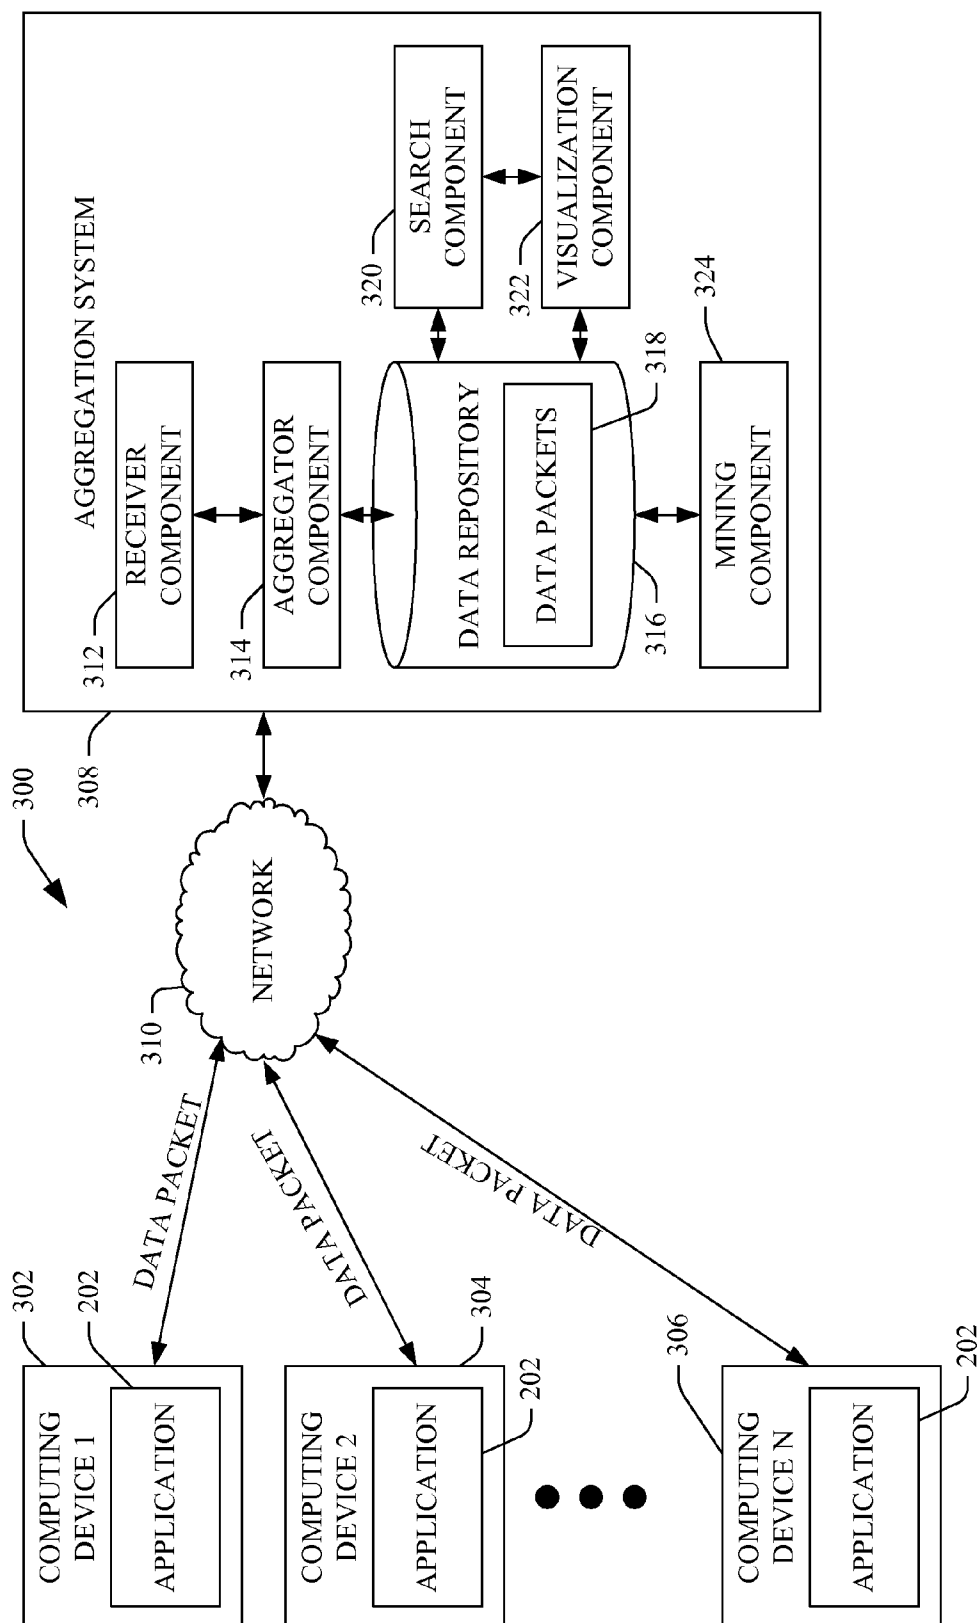 300
302
COMPUTING
DEVICE 1
202
APPLICATION
DATA PACKET
COMPUTING
DEVICE 2
304
APPLICATION
202
DATA PACKET
306
COMPUTING
DEVICE N
APPLICATION
202
DATA PACKET
310
NETWORK
308
AGGREGATION SYSTEM
312
RECEIVER
COMPONENT
314
AGGREGATOR
COMPONENT
DATA REPOSITORY
DATA PACKETS
318
316
320
SEARCH
COMPONENT
322
VISUALIZATION
COMPONENT
324
MINING
COMPONENT